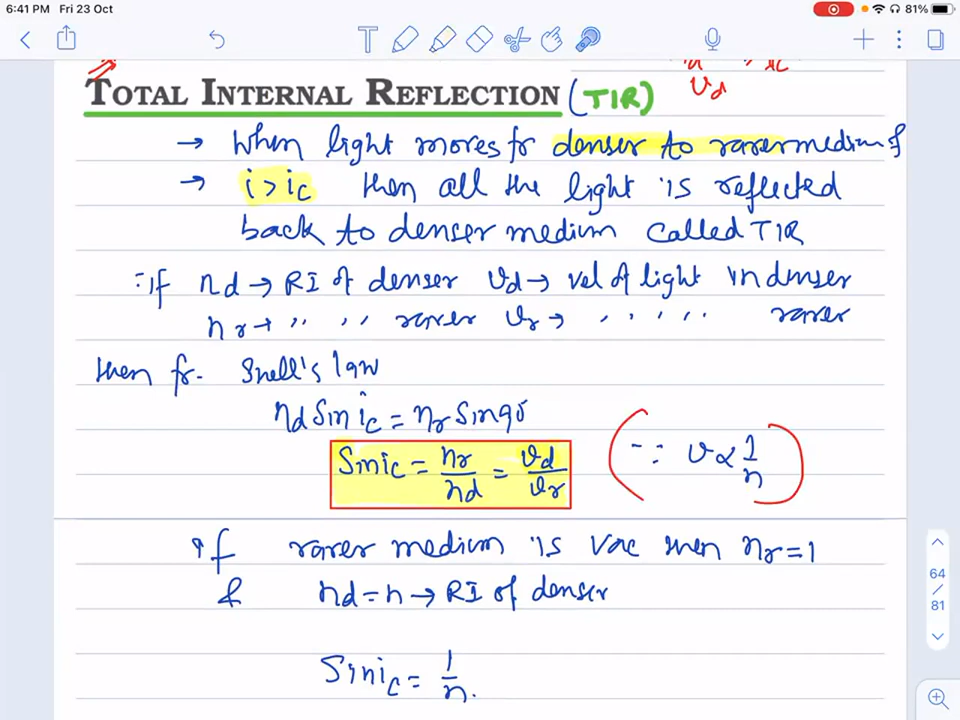 6:41 PM Fri 23 Oct
81%
vd
TOTAL INTERNAL REFLECTION (TIR)
→ When light moves fr denser to rarer medium &
→ i > ic then all the light is reflected
back to denser medium called TIR
∵ if nd → RI of denser vd → vel of light in denser
nr → ,, ,, rarer vr → ,, ,, ,, rarer
then fr. Snell's law
nd Sin ic = nr Sin 90°
Sin ic = nr/nd = vd/vr (∵ v ∝ 1/n)
if rarer medium is vac then nr = 1
& nd = n → RI of denser
64
/
81
Sin ic = 1/n.